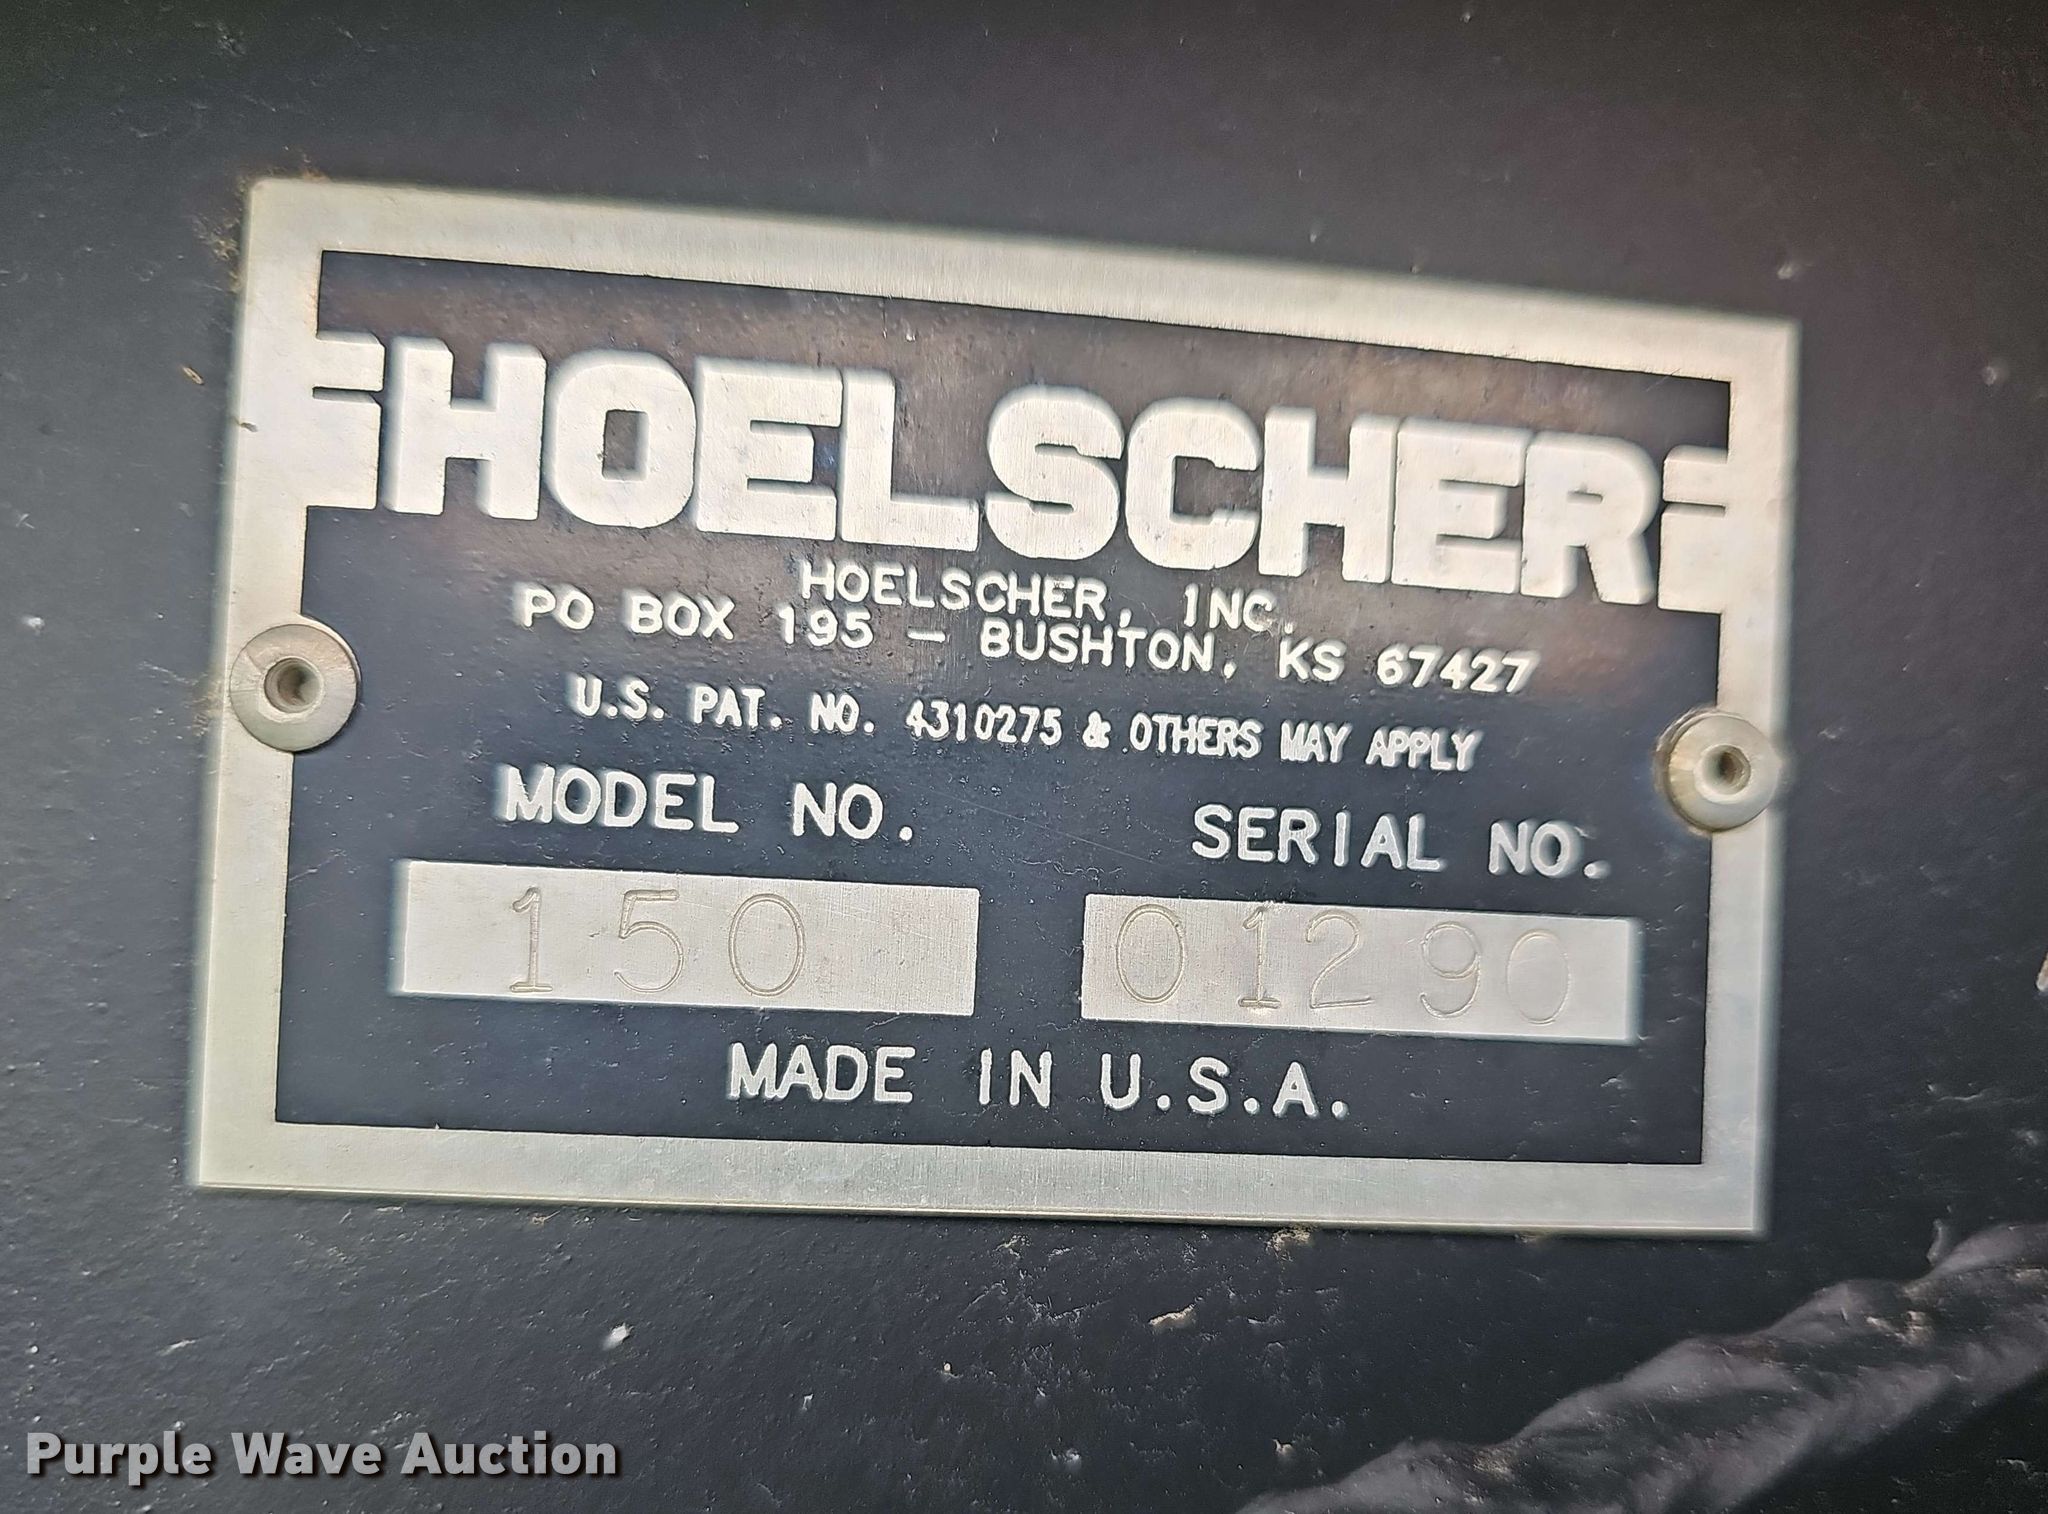 HOELSCHER
HOELSCHER, INC.
PO BOX 195 - BUSHTON, KS 67427
U.S. PAT. NO. 4310275 & OTHERS MAY APPLY
MODEL NO. SERIAL NO.
150 01290
MADE IN U.S.A.
Purple Wave Auction